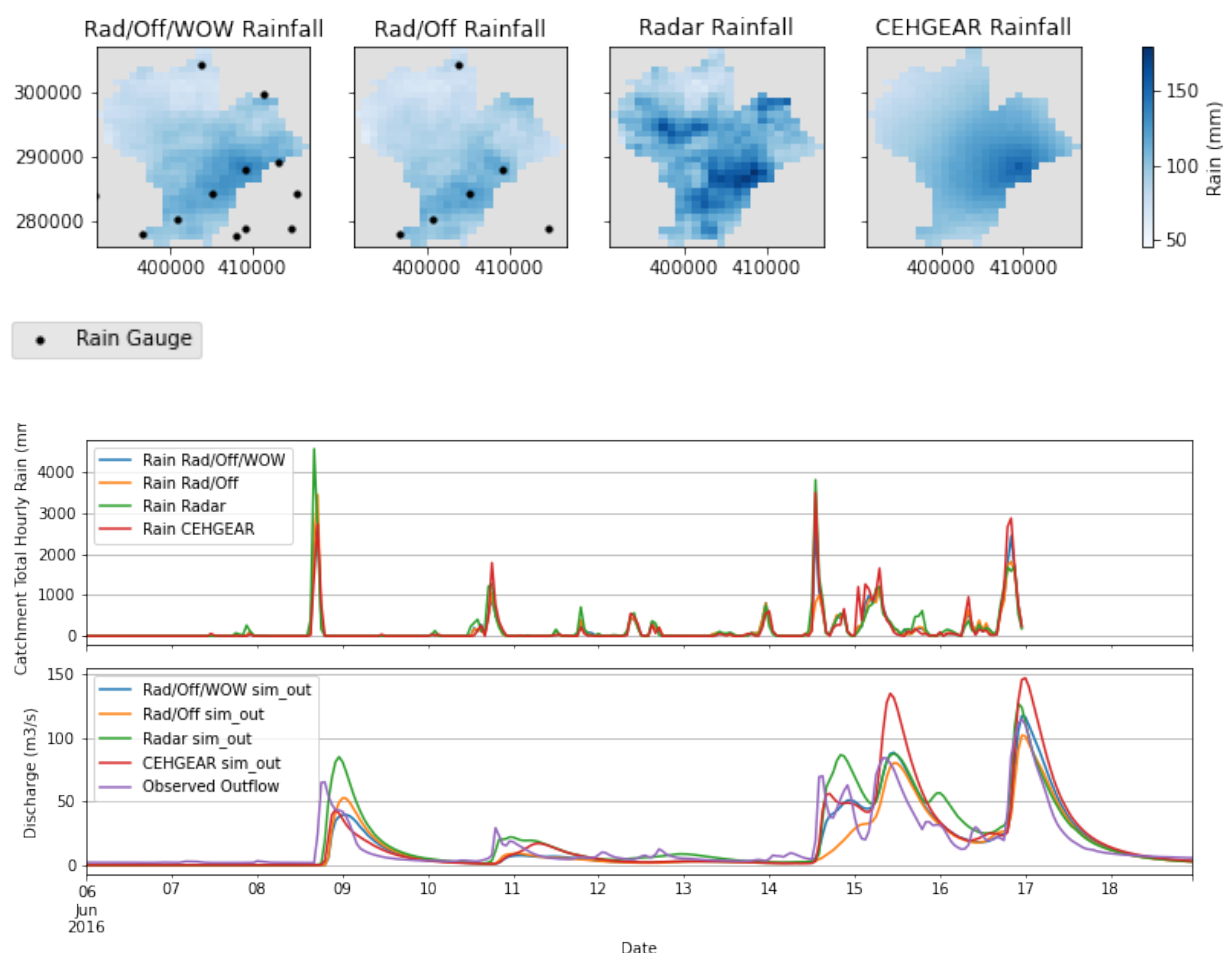 Rad/Off/WOW Rainfall
Rad/Off Rainfall
Radar Rainfall
CEHGEAR Rainfall
300000
290000
280000
400000 410000
400000 410000
400000 410000
400000 410000
150
100
50
Rain (mm)
Rain Gauge
Catchment Total Hourly Rain (mm
4000
3000
2000
1000
0
Rain Rad/Off/WOW
Rain Rad/Off
Rain Radar
Rain CEHGEAR
Discharge (m3/s)
150
100
50
0
Rad/Off/WOW sim_out
Rad/Off sim_out
Radar sim_out
CEHGEAR sim_out
Observed Outflow
06 07 08 09 10 11 12 13 14 15 16 17 18
Jun
2016
Date